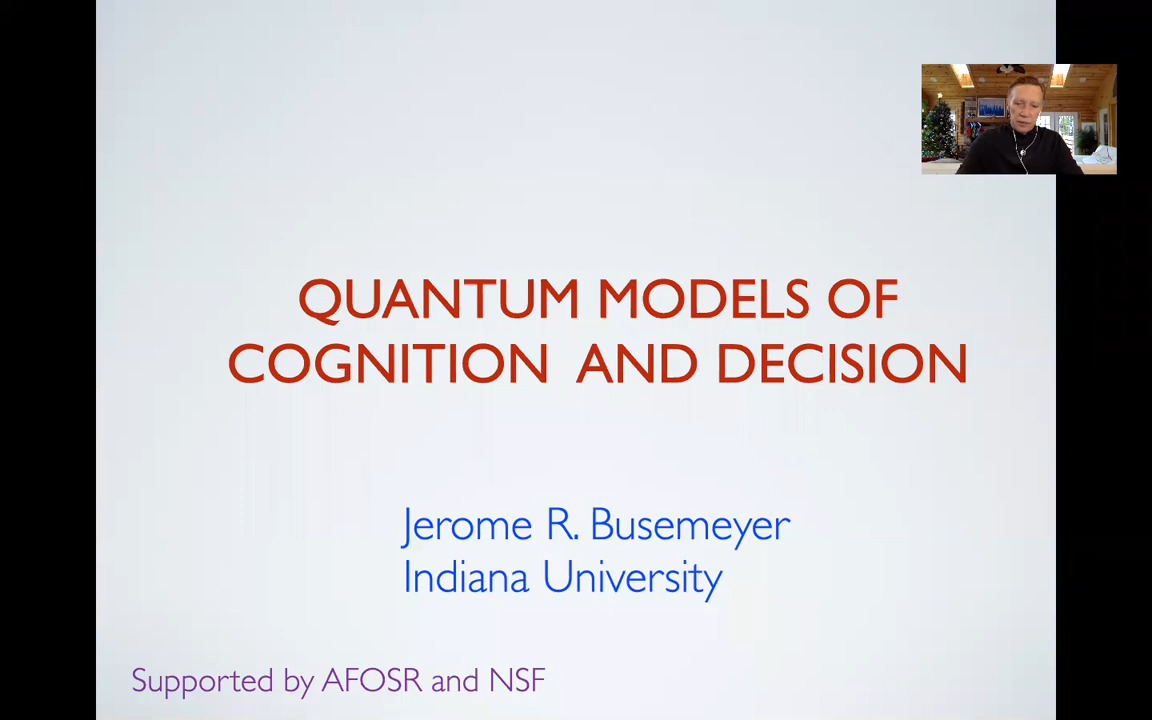 QUANTUM MODELS OF
COGNITION AND DECISION
Jerome R. Busemeyer
Indiana University
Supported by AFOSR and NSF